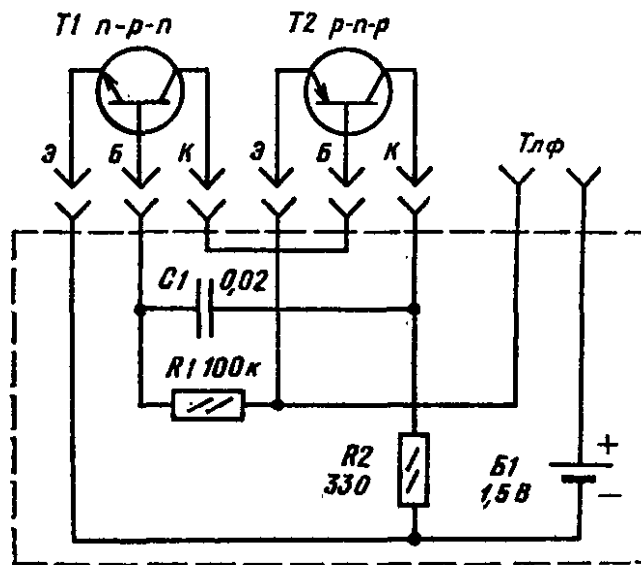 T1 n-p-n
T2 p-n-p
Э Б К
Э Б К
Тлф
C1 0,02
R1 100к
R2
330
Б1
1,5 В
+
−